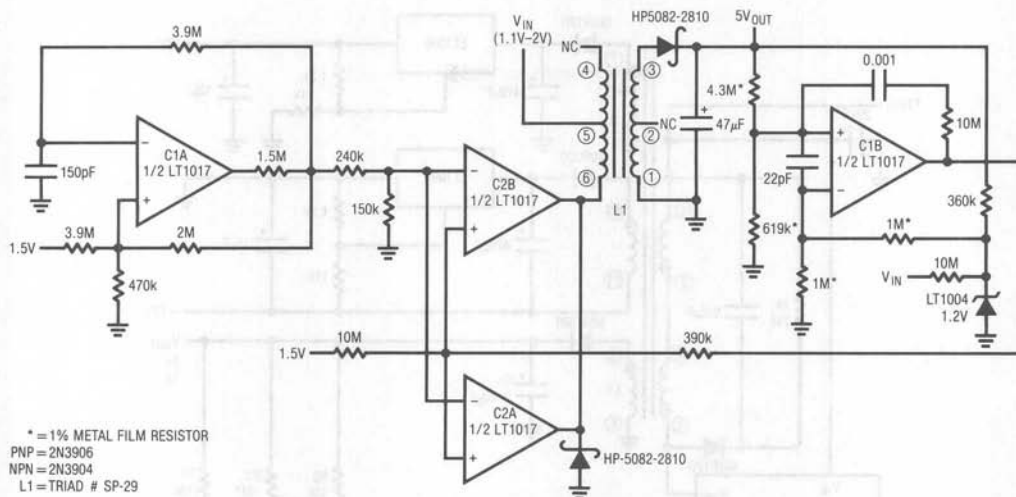 3.9M
150pF
C1A
1/2 LT1017
1.5M
240k
150k
1.5V
3.9M
2M
470k
V_IN
(1.1V–2V)
NC
④
⑤
⑥
③
②
①
NC
L1
HP5082-2810
47µF
+
5V_OUT
4.3M*
0.001
10M
C1B
1/2 LT1017
22pF
619k*
360k
1M*
1M*
V_IN
10M
LT1004
1.2V
C2B
1/2 LT1017
1.5V
10M
390k
C2A
1/2 LT1017
HP-5082-2810
* = 1% METAL FILM RESISTOR
PNP = 2N3906
NPN = 2N3904
L1 = TRIAD # SP-29